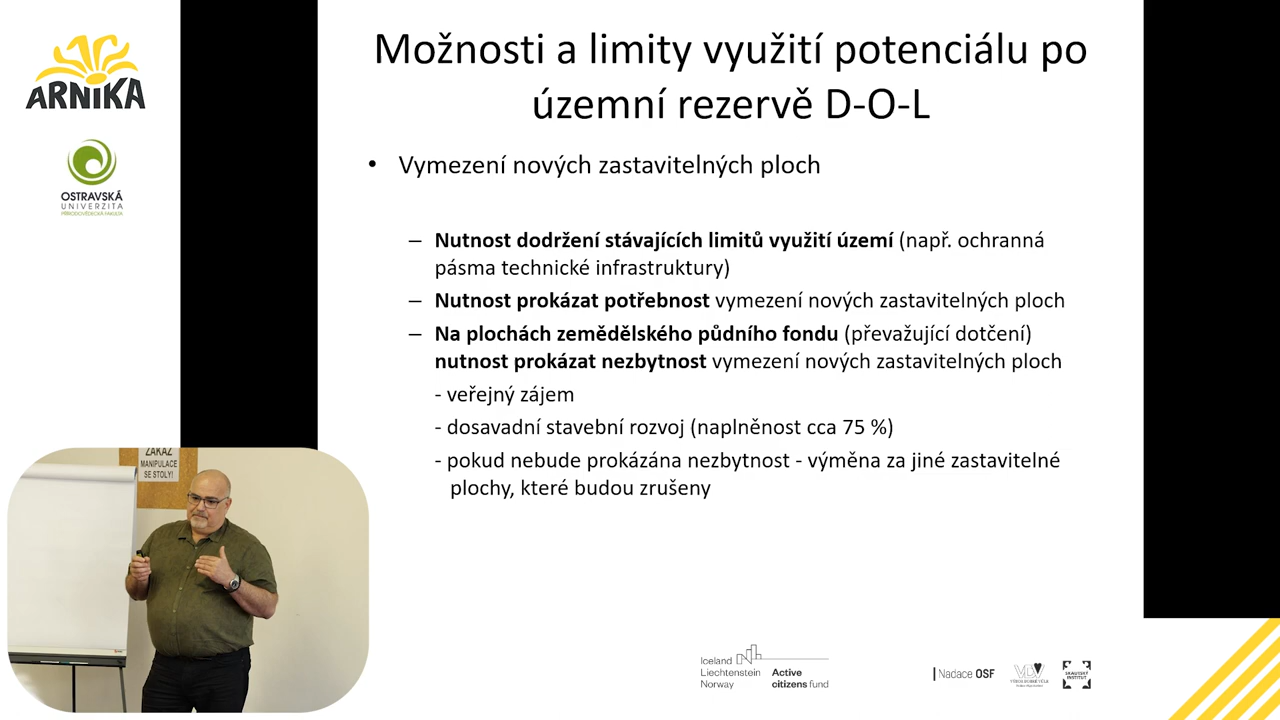 ARNIKA
OSTRAVSKÁ
UNIVERZITA
PŘÍRODOVĚDECKÁ FAKULTA
Možnosti a limity využití potenciálu po
územní rezervě D-O-L
• Vymezení nových zastavitelných ploch
– Nutnost dodržení stávajících limitů využití území (např. ochranná
pásma technické infrastruktury)
– Nutnost prokázat potřebnost vymezení nových zastavitelných ploch
– Na plochách zemědělského půdního fondu (převažující dotčení)
nutnost prokázat nezbytnost vymezení nových zastavitelných ploch
- veřejný zájem
- dosavadní stavební rozvoj (naplněnost cca 75 %)
- pokud nebude prokázána nezbytnost - výměna za jiné zastavitelné
plochy, které budou zrušeny
ZÁKAZ
MANIPULACE
SE STOLY!
Iceland
Liechtenstein
Norway
Active
citizens fund
Nadace OSF
SKAUTSKÝ
INSTITUT